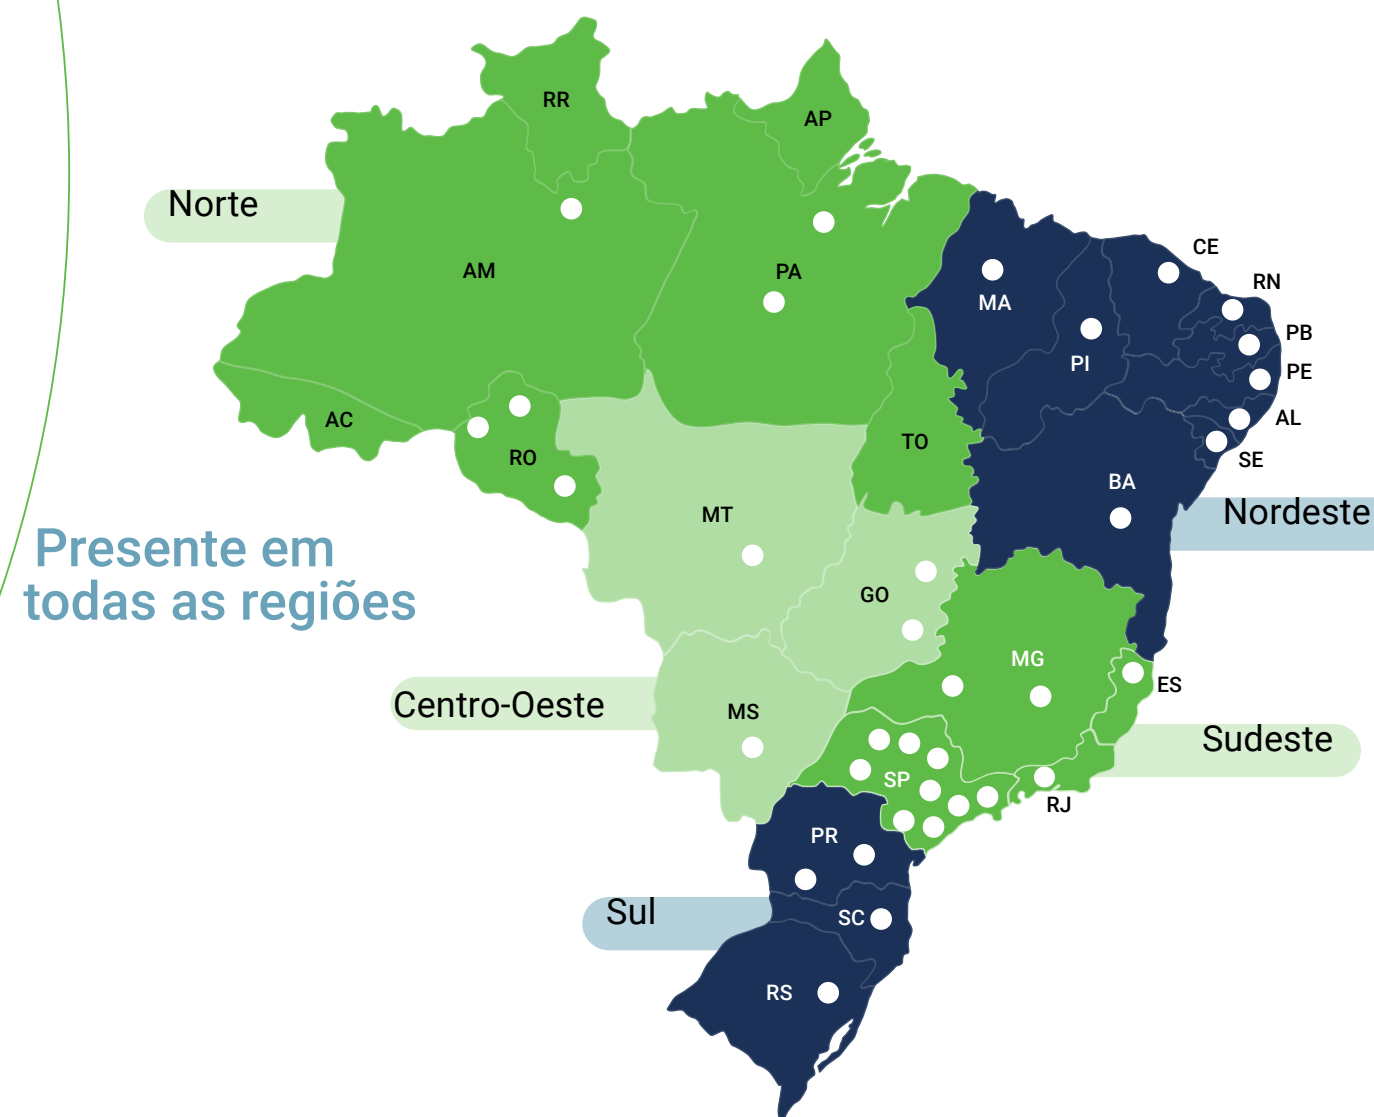 RR
AP
Norte
CE
AM
PA
RN
MA
PB
PI
PE
AC
AL
TO
RO
SE
BA
MT
Nordeste
Presente em
todas as regiões
GO
MG
ES
Centro-Oeste
MS
Sudeste
SP
RJ
PR
Sul
SC
RS